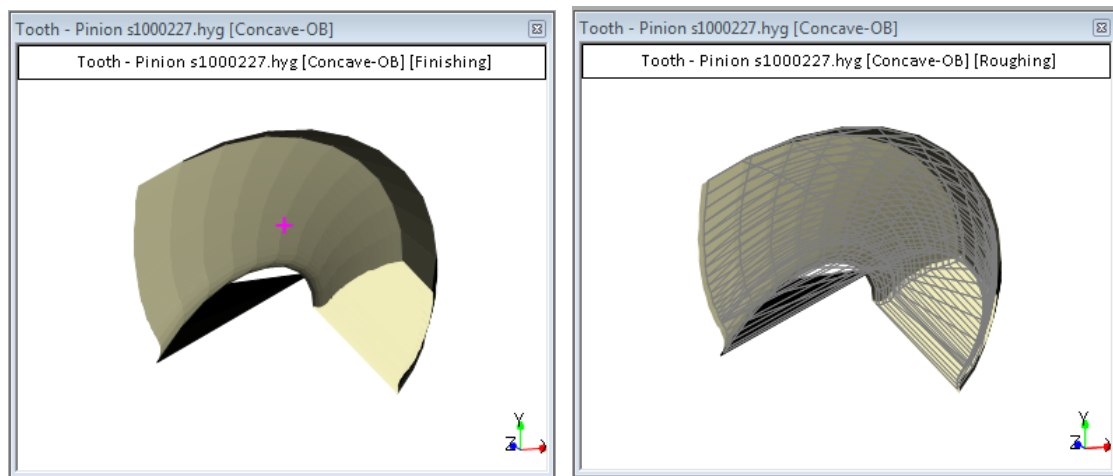 Tooth - Pinion s1000227.hyg [Concave-OB]
Tooth - Pinion s1000227.hyg [Concave-OB] [Finishing]
Y
Z
Tooth - Pinion s1000227.hyg [Concave-OB]
Tooth - Pinion s1000227.hyg [Concave-OB] [Roughing]
Y
Z